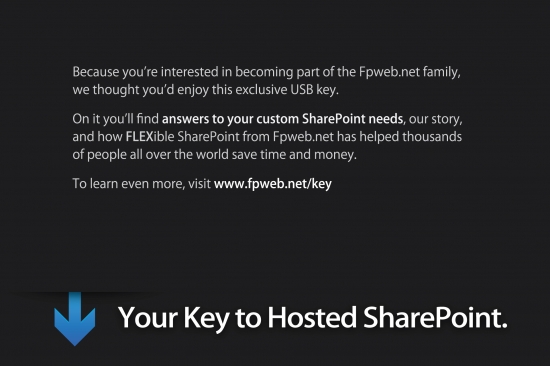 Because you’re interested in becoming part of the Fpweb.net family,
we thought you’d enjoy this exclusive USB key.
On it you’ll find answers to your custom SharePoint needs, our story,
and how FLEXible SharePoint from Fpweb.net has helped thousands
of people all over the world save time and money.
To learn even more, visit www.fpweb.net/key
Your Key to Hosted SharePoint.